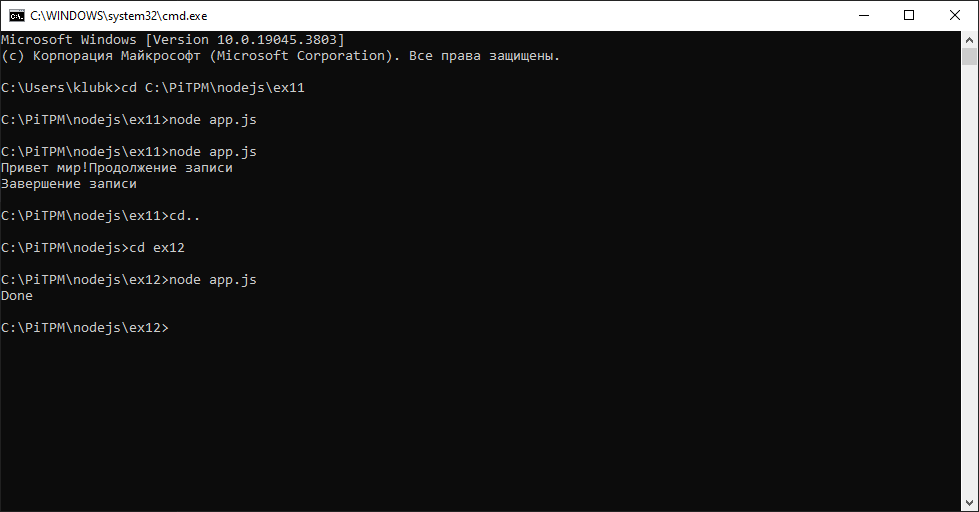 C:\WINDOWS\system32\cmd.exe
Microsoft Windows [Version 10.0.19045.3803]
(c) Корпорация Майкрософт (Microsoft Corporation). Все права защищены.
C:\Users\klubk>cd C:\PiTPM\nodejs\ex11
C:\PiTPM\nodejs\ex11>node app.js
C:\PiTPM\nodejs\ex11>node app.js
Привет мир!Продолжение записи
Завершение записи
C:\PiTPM\nodejs\ex11>cd..
C:\PiTPM\nodejs>cd ex12
C:\PiTPM\nodejs\ex12>node app.js
Done
C:\PiTPM\nodejs\ex12>